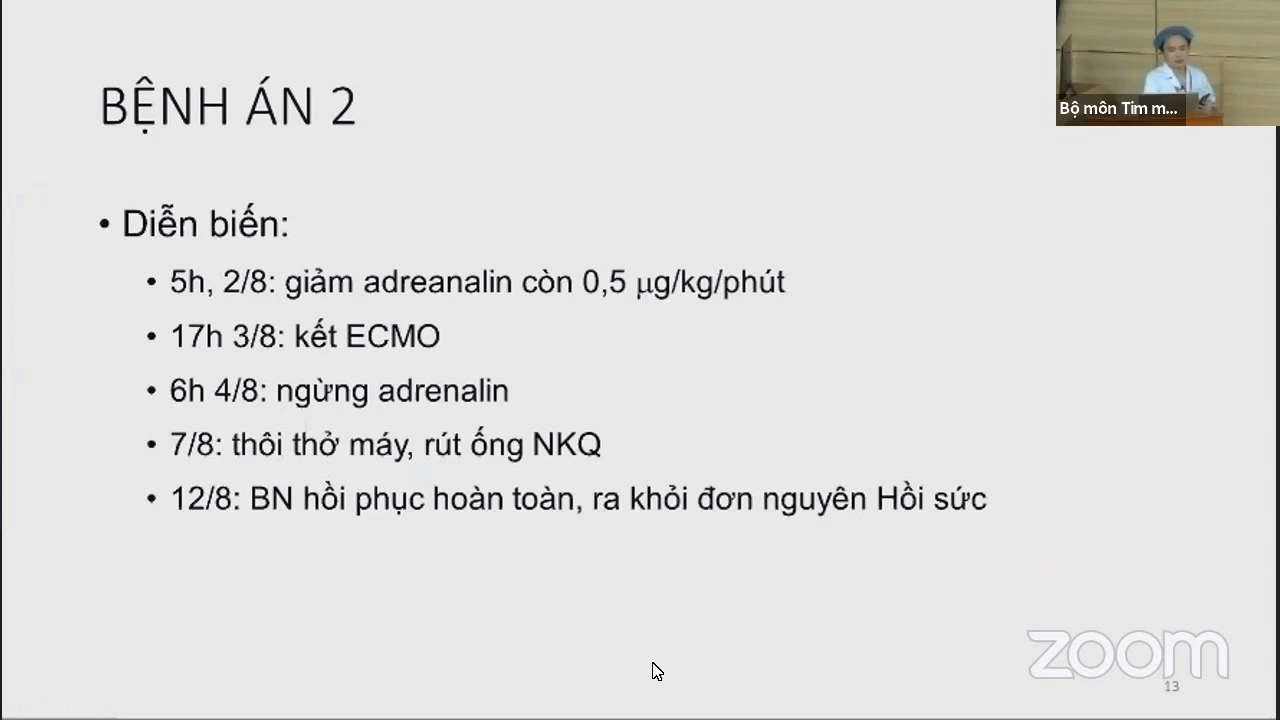 BỆNH ÁN 2
Bộ môn Tim m...
• Diễn biến:
• 5h, 2/8: giảm adreanalin còn 0,5 μg/kg/phút
• 17h 3/8: kết ECMO
• 6h 4/8: ngừng adrenalin
• 7/8: thôi thở máy, rút ống NKQ
• 12/8: BN hồi phục hoàn toàn, ra khỏi đơn nguyên Hồi sức
zoom
13